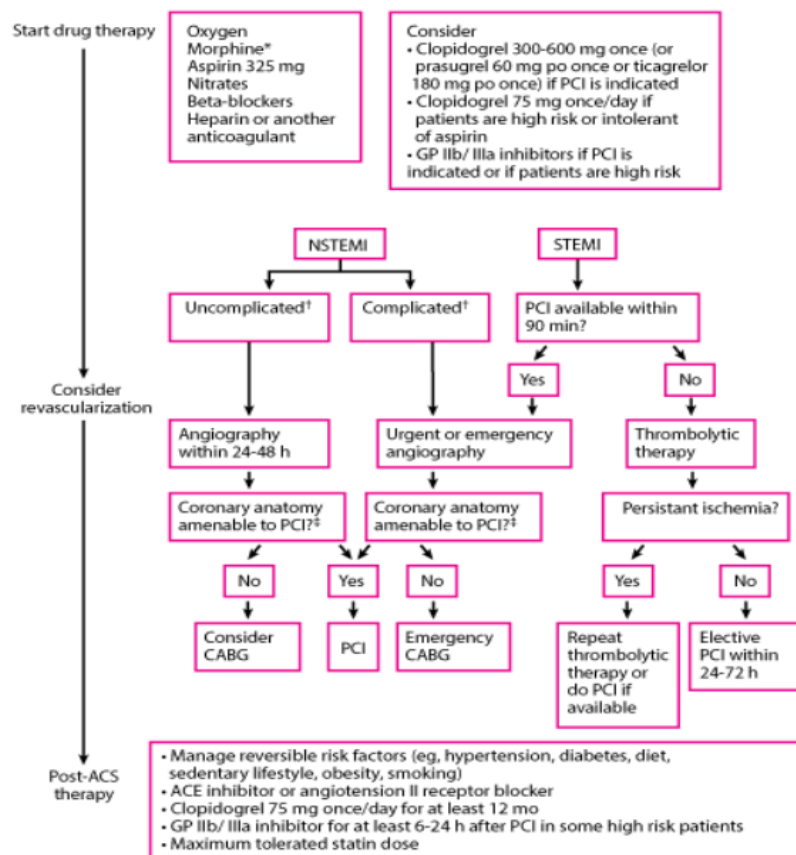 Start drug therapy
Oxygen
Morphine*
Aspirin 325 mg
Nitrates
Beta-blockers
Heparin or another
anticoagulant
Consider
• Clopidogrel 300-600 mg once (or
prasugrel 60 mg po once or ticagrelor
180 mg po once) if PCI is indicated
• Clopidogrel 75 mg once/day if
patients are high risk or intolerant
of aspirin
• GP IIb/ IIIa inhibitors if PCI is
indicated or if patients are high risk
NSTEMI
STEMI
Uncomplicated†
Complicated†
PCI available within
90 min?
Yes
No
Consider
revascularization
Angiography
within 24-48 h
Urgent or emergency
angiography
Thrombolytic
therapy
Coronary anatomy
amenable to PCI?‡
Coronary anatomy
amenable to PCI?‡
Persistant ischemia?
No
Yes
No
Yes
No
Consider
CABG
PCI
Emergency
CABG
Repeat
thrombolytic
therapy or
do PCI if
available
Elective
PCI within
24-72 h
Post-ACS
therapy
• Manage reversible risk factors (eg, hypertension, diabetes, diet,
sedentary lifestyle, obesity, smoking)
• ACE inhibitor or angiotension II receptor blocker
• Clopidogrel 75 mg once/day for at least 12 mo
• GP IIb/ IIIa inhibitor for at least 6-24 h after PCI in some high risk patients
• Maximum tolerated statin dose